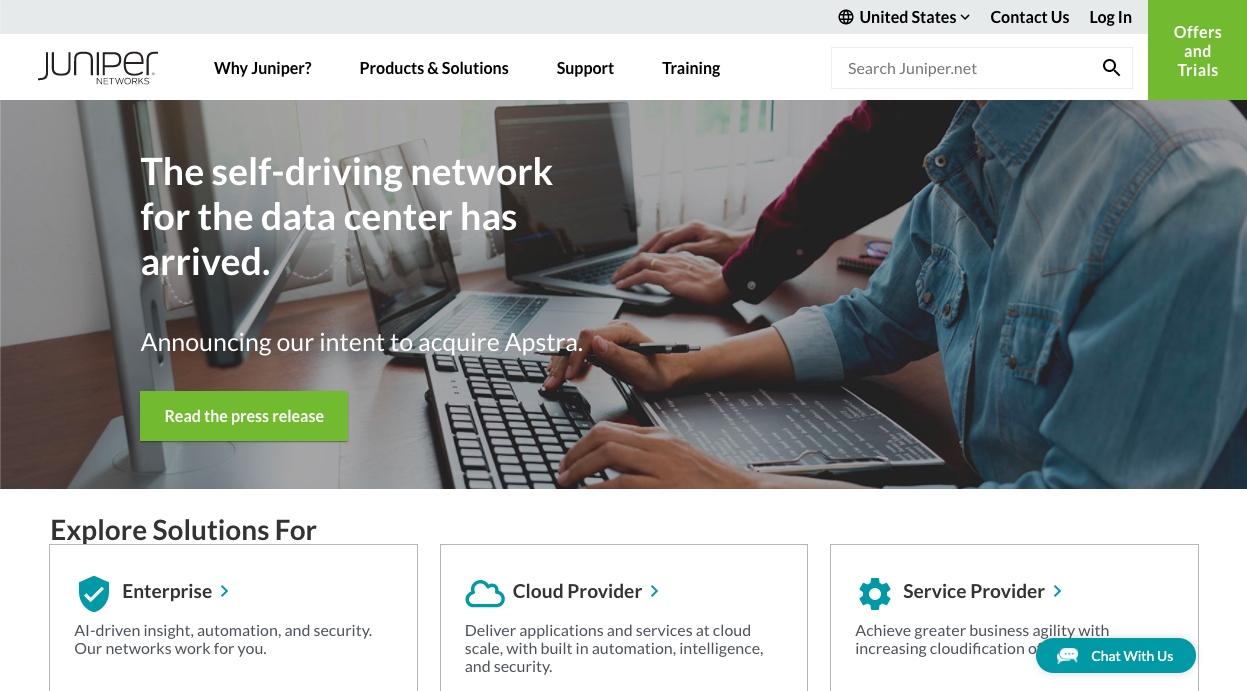 United States
Contact Us
Log In
Offers
and
Trials
JUNIPER
NETWORKS
Why Juniper?
Products & Solutions
Support
Training
Search Juniper.net
The self-driving network
for the data center has
arrived.
Announcing our intent to acquire Apstra.
Read the press release
Explore Solutions For
Enterprise
AI-driven insight, automation, and security.
Our networks work for you.
Cloud Provider
Deliver applications and services at cloud
scale, with built in automation, intelligence,
and security.
Service Provider
Achieve greater business agility with
increasing cloudification
Chat With Us